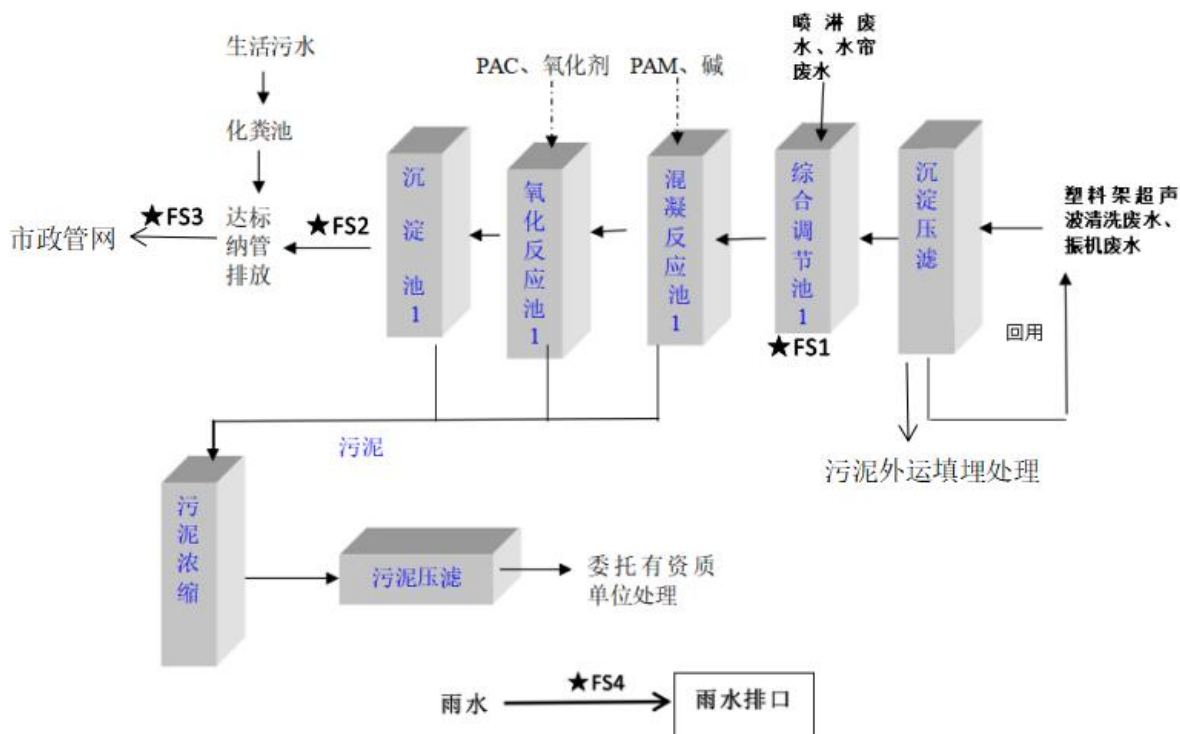 生活污水
化粪池
达标
纳管
排放
★FS3
市政管网
★FS2
沉淀池1
PAC、氧化剂
氧化反应池1
PAM、碱
混凝反应池1
喷淋废
水、水帘
废水
综合调节池1
★FS1
沉淀压滤
塑料架超声
波清洗废水、
振机废水
回用
污泥外运填埋处理
污泥
污泥浓缩
污泥压滤
委托有资质
单位处理
雨水
★FS4
雨水排口